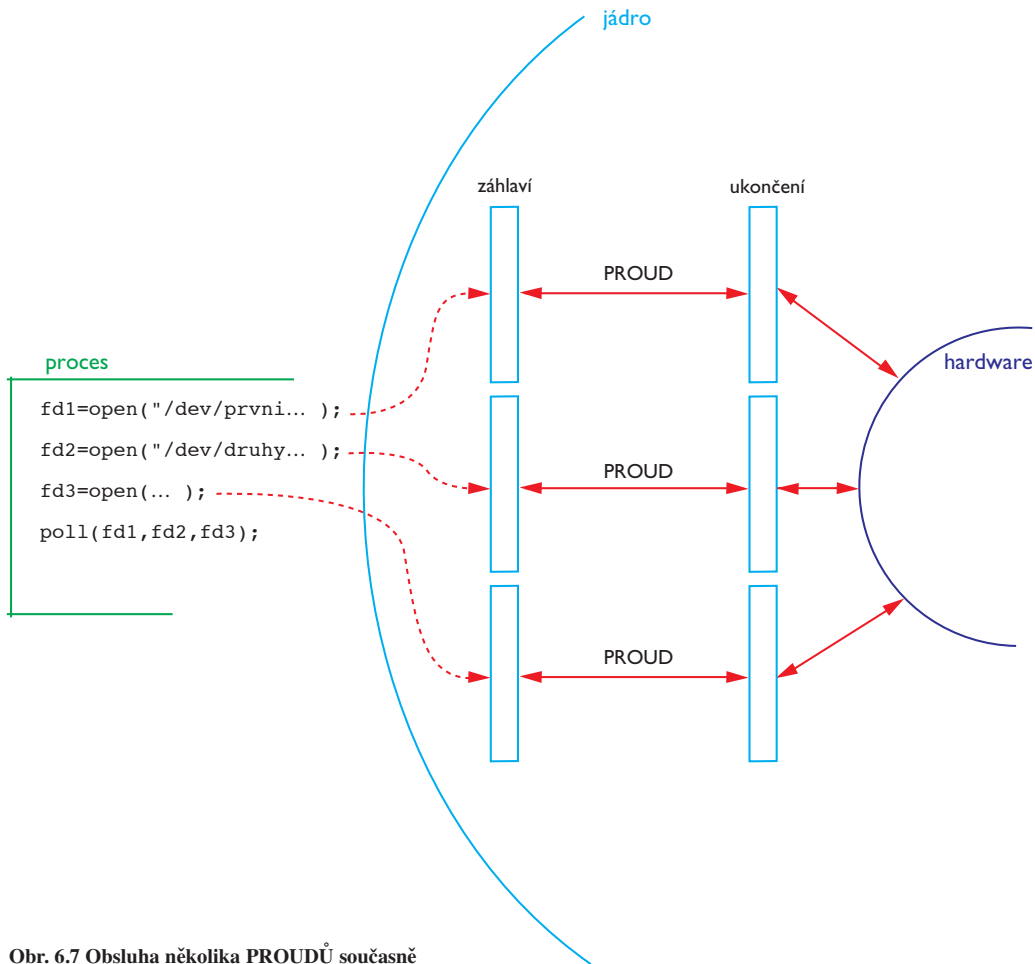 jádro
záhlaví
ukončení
PROUD
hardware
proces
fd1=open("/dev/prvni… );
fd2=open("/dev/druhy… );
PROUD
fd3=open(… );
poll(fd1,fd2,fd3);
PROUD
Obr. 6.7 Obsluha několika PROUDŮ současně